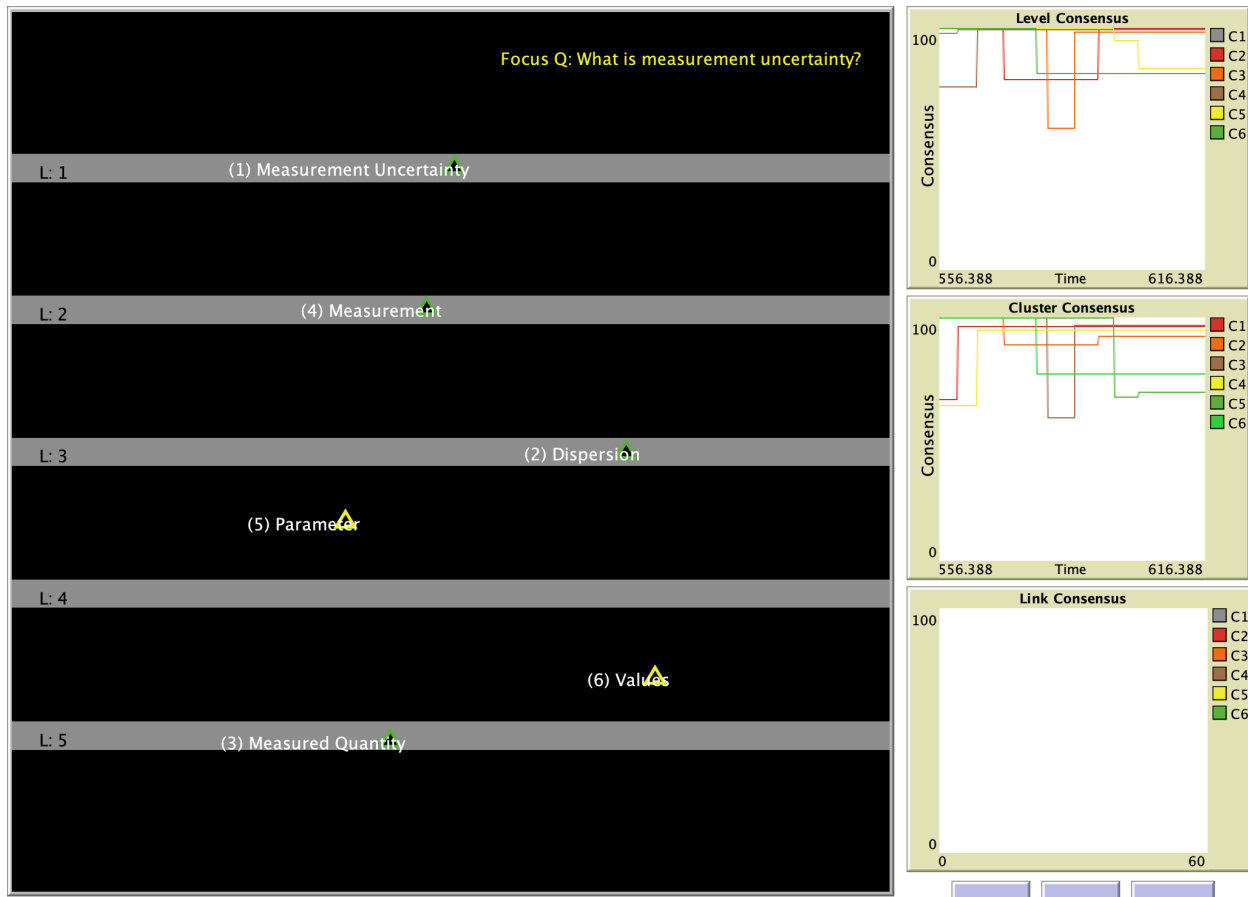 Focus Q: What is measurement uncertainty?
L: 1
(1) Measurement Uncertainty
L: 2
(4) Measurement
L: 3
(2) Dispersion
(5) Parameter
L: 4
(6) Values
L: 5
(3) Measured Quantity
Level Consensus
100
Consensus
0
556.388
Time
616.388
C1
C2
C3
C4
C5
C6
Cluster Consensus
100
Consensus
0
556.388
Time
616.388
C1
C2
C3
C4
C5
C6
Link Consensus
100
0
0
60
C1
C2
C3
C4
C5
C6